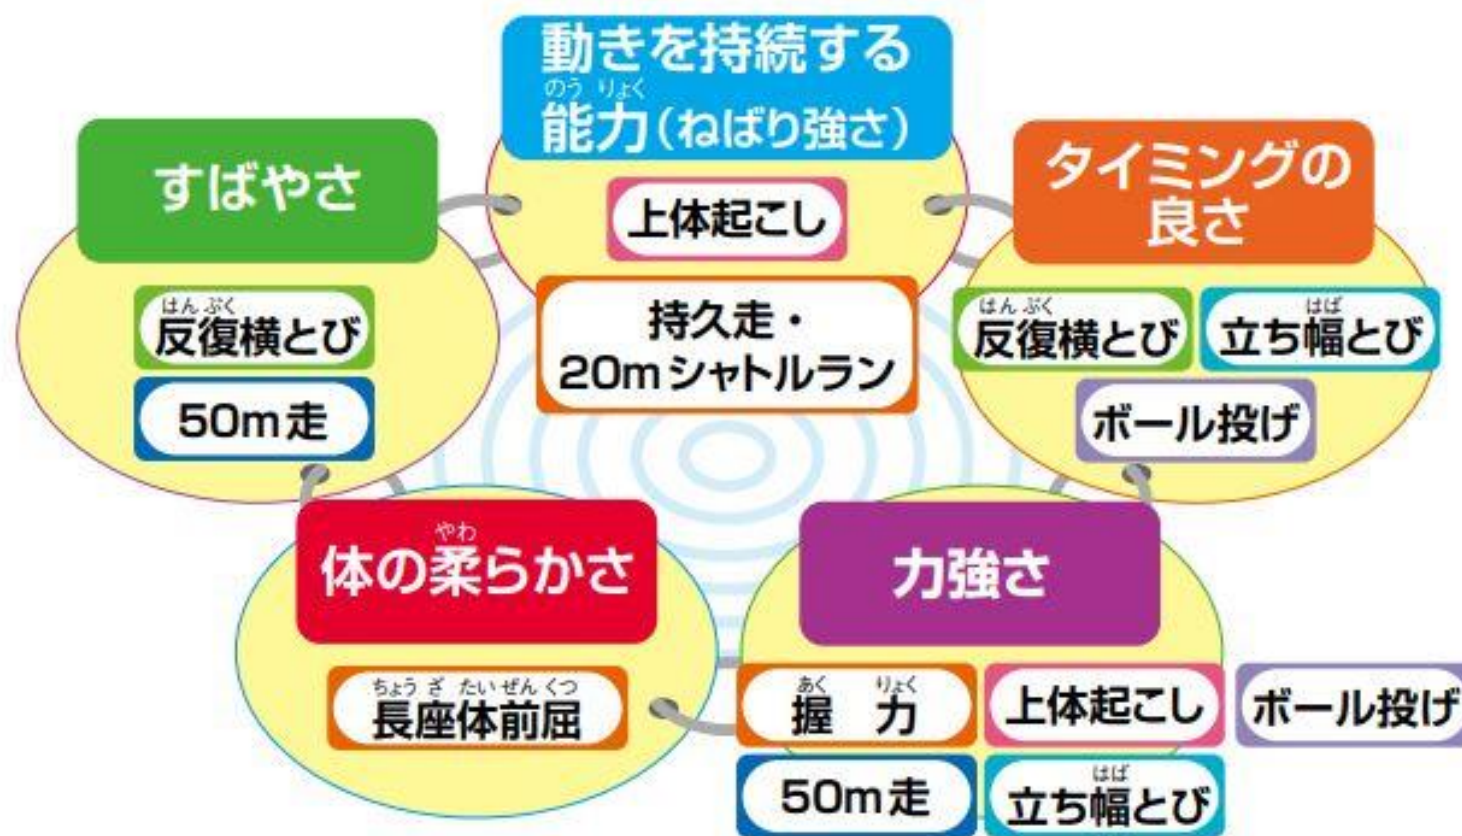 動きを持続する
のう りょく
能力(ねばり強さ)
上体起こし
持久走・
20mシャトルラン
すばやさ
はん ぷく
反復横とび
50m走
タイミングの
良さ
はん ぷく
反復横とび
はば
立ち幅とび
ボール投げ
やわ
体の柔らかさ
ちょう ざ たい ぜん くつ
長座体前屈
力強さ
あく りょく
握 力
上体起こし
ボール投げ
50m走
はば
立ち幅とび